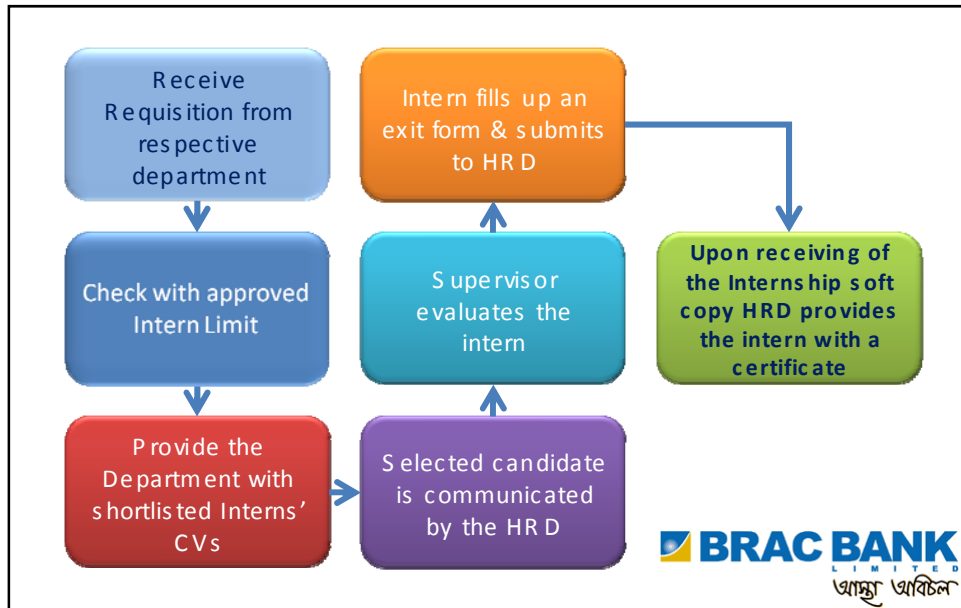 Receive
Requisition from
respective
department
Check with approved
Intern Limit
Provide the
Department with
shortlisted Interns’
CVs
Selected candidate
is communicated
by the HRD
Supervisor
evaluates the
intern
Intern fills up an
exit form & submits
to HRD
Upon receiving of
the Internship soft
copy HRD provides
the intern with a
certificate
BRAC BANK
LIMITED
আস্থা অবিচল